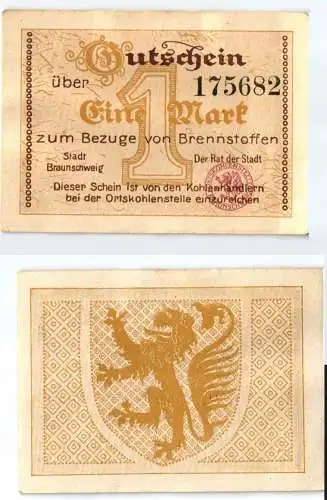 Gutschein
über 175682
1
Eine Mark
zum Bezuge von Brennstoffen
Stadt Der Rat der Stadt
Braunschweig
Dieser Schein ist von den Kohlenhändlern
bei der Ortskohlenstelle einzureichen